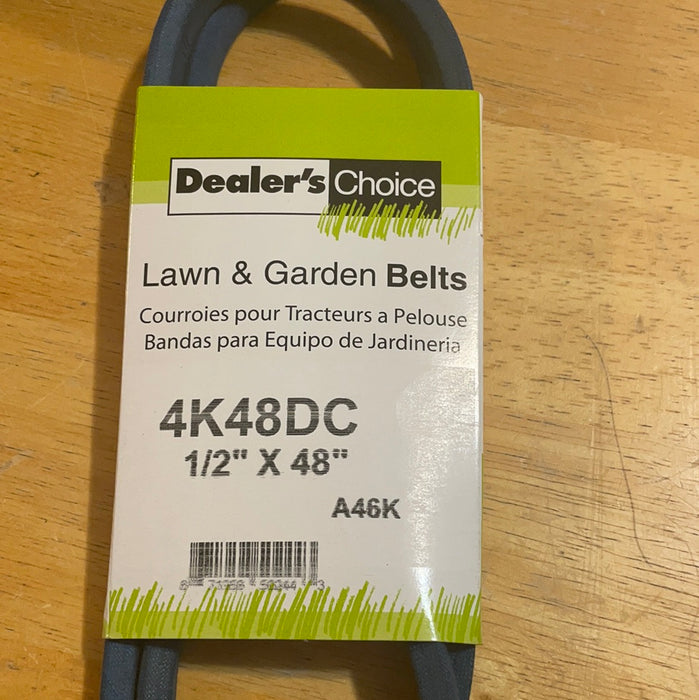 Dealer's Choice
Lawn & Garden Belts
Courroies pour Tracteurs a Pelouse
Bandas para Equipo de Jardineria
4K48DC
1/2" X 48"
A46K